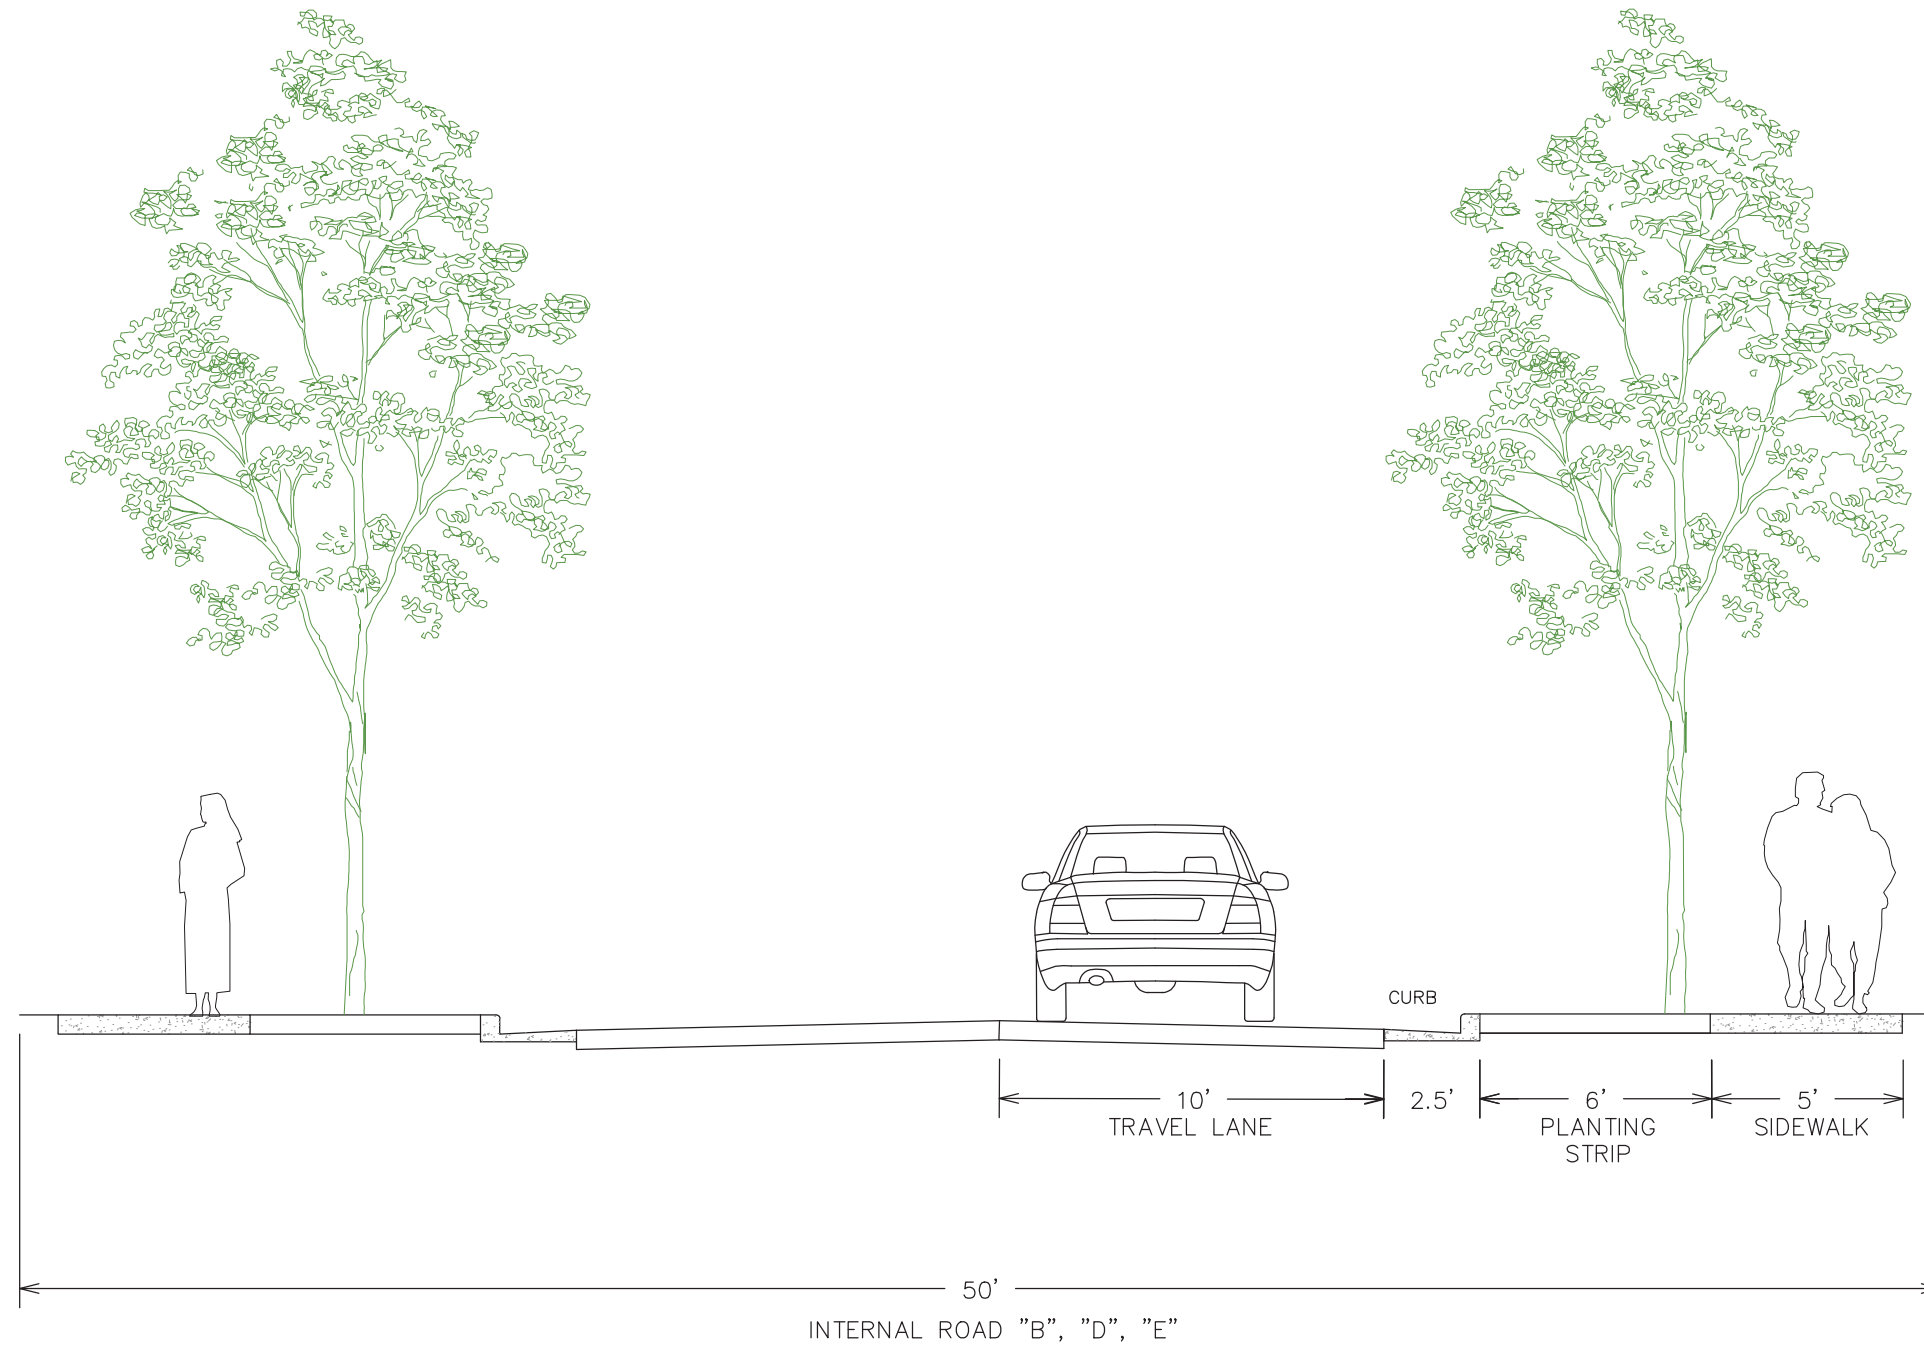 CURB
10' 2.5' 6' 5'
TRAVEL LANE PLANTING SIDEWALK
STRIP
50'
INTERNAL ROAD "B", "D", "E"